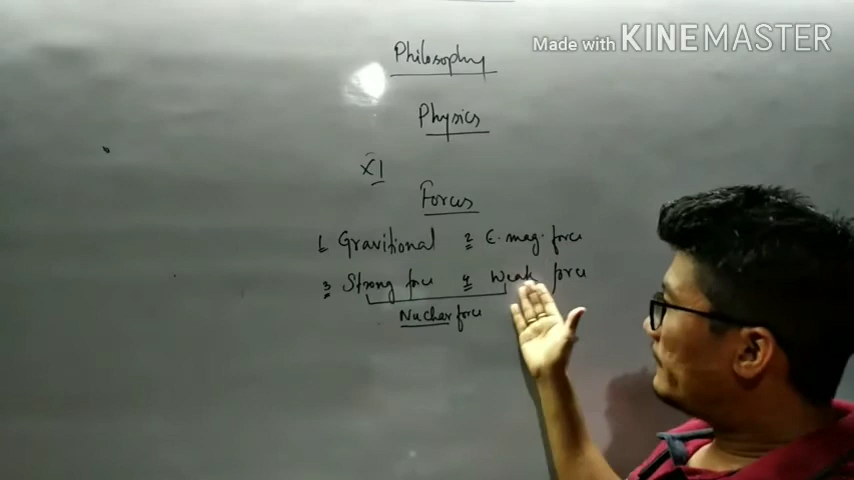 Made with KINEMASTER
Philosophy
Physics
XI
Forces
1 Gravitional 2 E. mag. force
3 Strong force 4 Weak force
Nuclear force